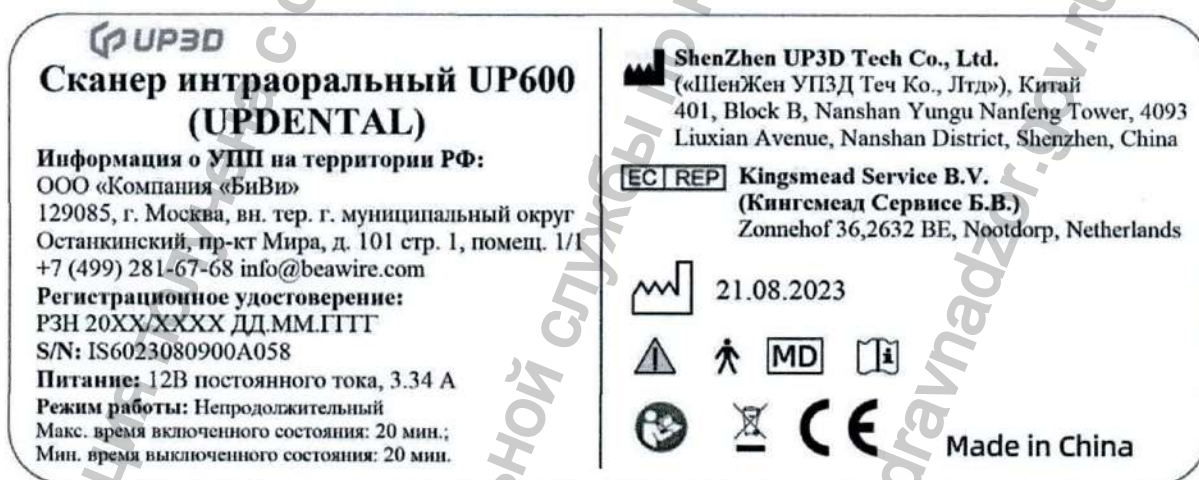 UP3D
Сканер интраоральный UP600
(UPDENTAL)
Информация о УПП на территории РФ:
ООО «Компания «БиВи»
129085, г. Москва, вн. тер. г. муниципальный округ
Останкинский, пр-кт Мира, д. 101 стр. 1, помещ. 1/1
+7 (499) 281-67-68 info@beawire.com
Регистрационное удостоверение:
РЗН 20XX/XXXX ДД.ММ.ГГГГ
S/N: IS6023080900A058
Питание: 12В постоянного тока, 3.34 А
Режим работы: Непродолжительный
Макс. время включенного состояния: 20 мин.;
Мин. время выключенного состояния: 20 мин.
ShenZhen UP3D Tech Co., Ltd.
(«ШенЖен УПЗД Теч Ко., Лтд»), Китай
401, Block B, Nanshan Yungu Nanfeng Tower, 4093
Liuxian Avenue, Nanshan District, Shenzhen, China
EC REP Kingsmead Service B.V.
(Кингсмеад Сервисе Б.В.)
Zonnehof 36,2632 BE, Nootdorp, Netherlands
21.08.2023
MD
CE Made in China